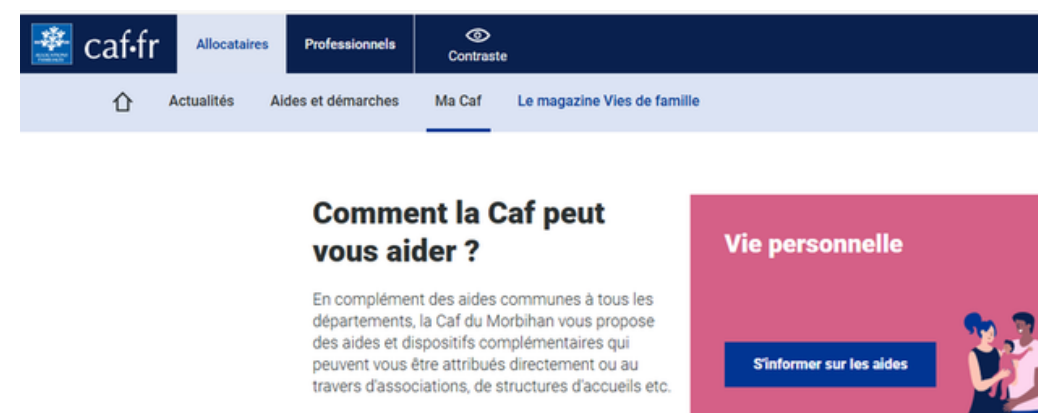 caf.fr
Allocataires
Professionnels
Contraste
Actualités
Aides et démarches
Ma Caf
Le magazine Vies de famille
Comment la Caf peut
vous aider ?
En complément des aides communes à tous les
départements, la Caf du Morbihan vous propose
des aides et dispositifs complémentaires qui
peuvent vous être attribués directement ou au
travers d'associations, de structures d'accueils etc.
Vie personnelle
S'informer sur les aides